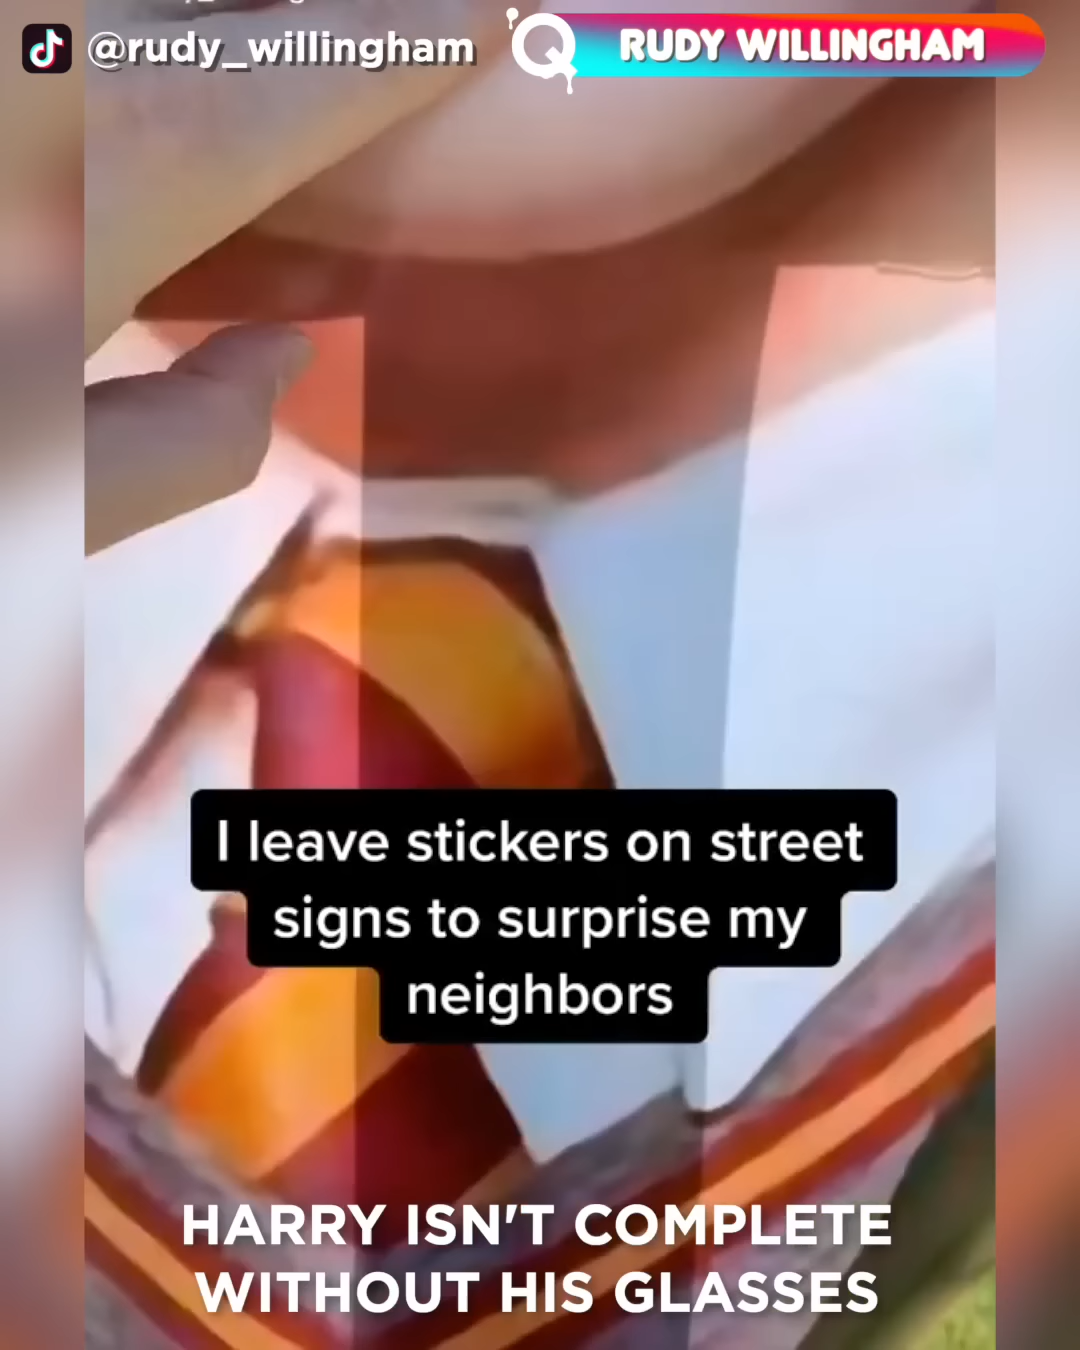 @rudy_willingham
RUDY WILLINGHAM
I leave stickers on street
signs to surprise my
neighbors
HARRY ISN'T COMPLETE
WITHOUT HIS GLASSES